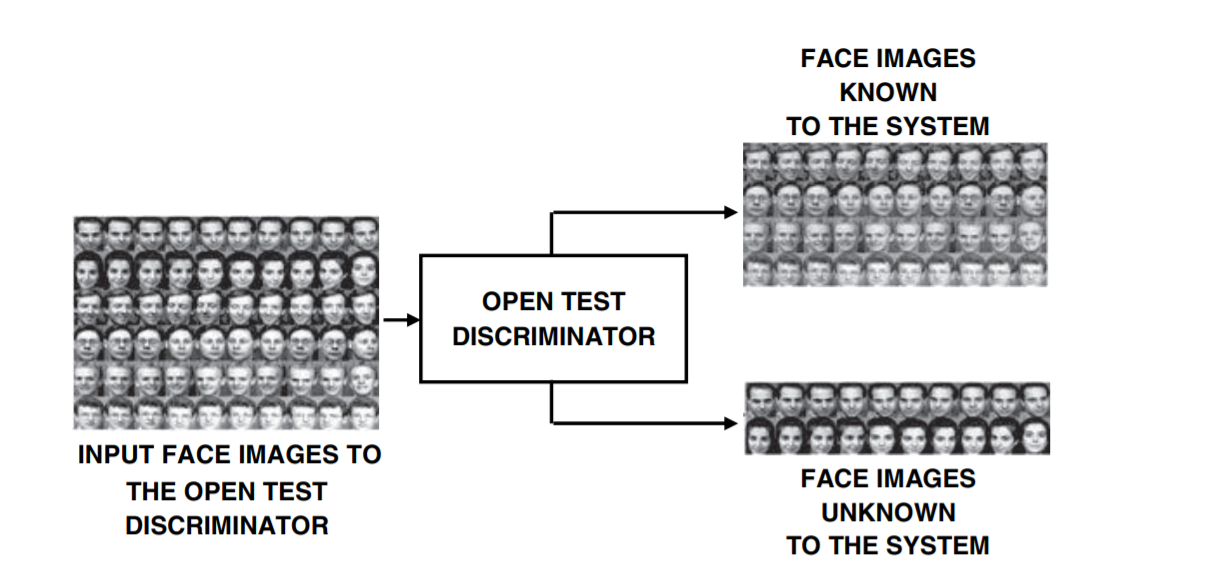 INPUT FACE IMAGES TO
THE OPEN TEST
DISCRIMINATOR
OPEN TEST
DISCRIMINATOR
FACE IMAGES
KNOWN
TO THE SYSTEM
FACE IMAGES
UNKNOWN
TO THE SYSTEM